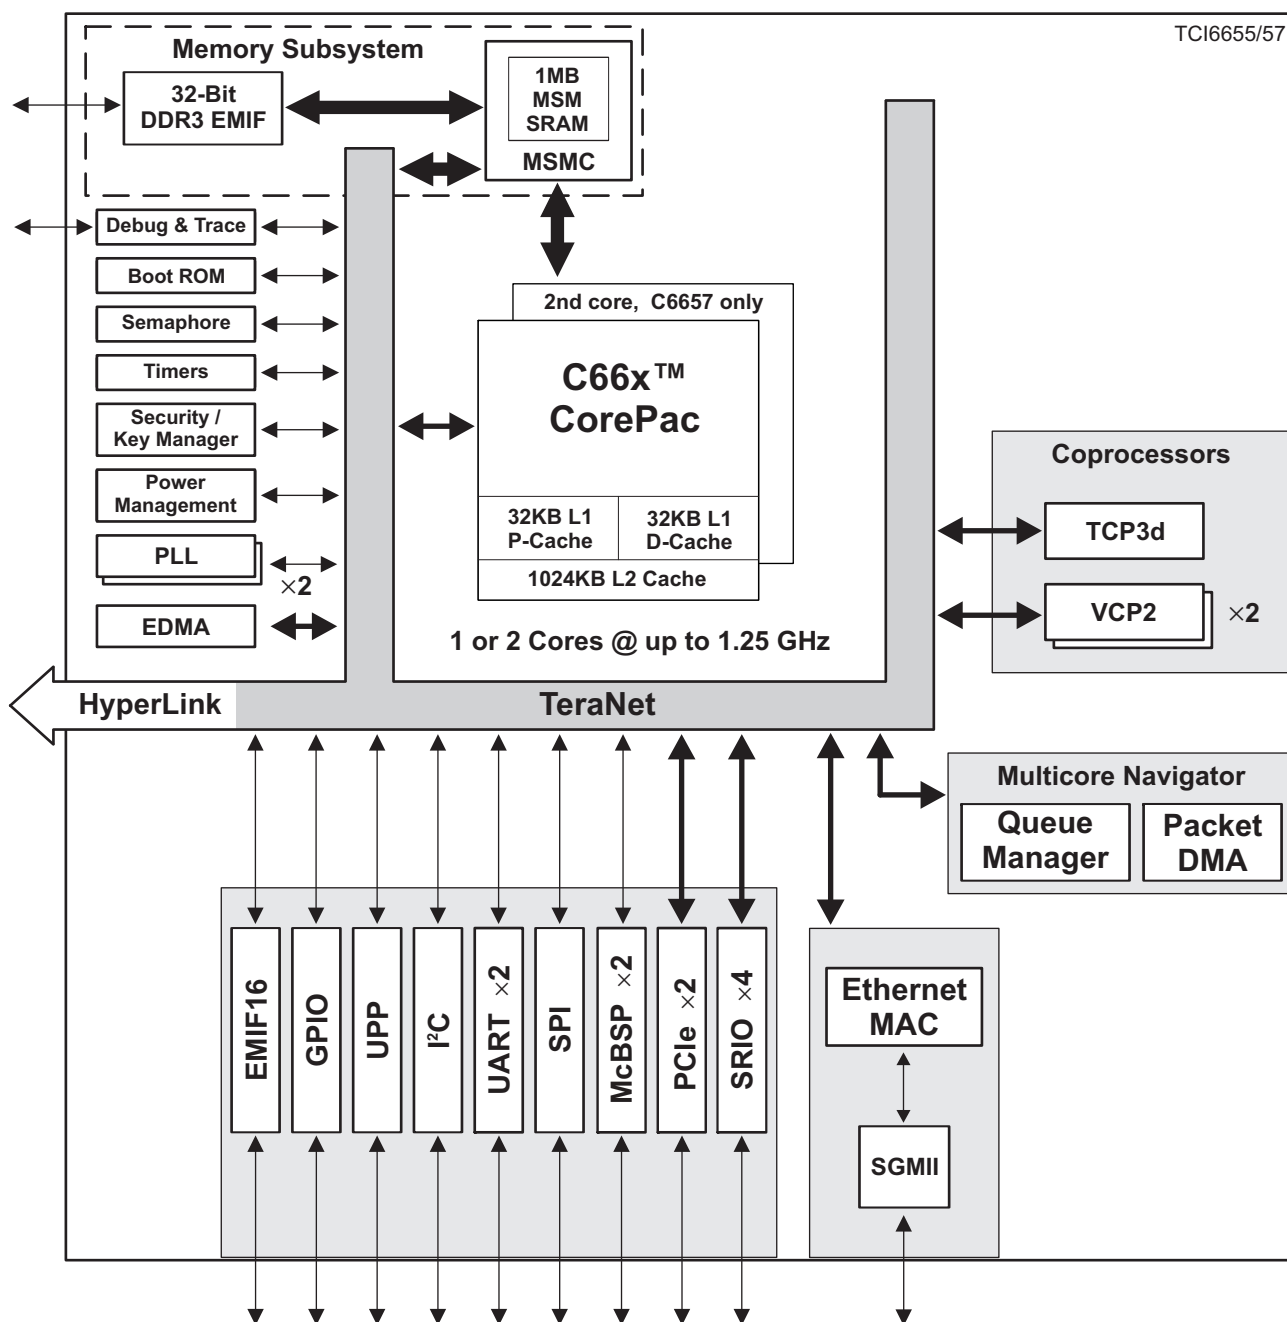 TCI6655/57
Memory Subsystem
32-Bit
DDR3 EMIF
1MB
MSM
SRAM
MSMC
Debug & Trace
Boot ROM
Semaphore
Timers
Security /
Key Manager
Power
Management
PLL
×2
EDMA
2nd core, C6657 only
C66x™
CorePac
32KB L1
P-Cache
32KB L1
D-Cache
1024KB L2 Cache
1 or 2 Cores @ up to 1.25 GHz
Coprocessors
TCP3d
VCP2
×2
HyperLink
TeraNet
Multicore Navigator
Queue
Manager
Packet
DMA
EMIF16
GPIO
UPP
I²C
UART ×2
SPI
McBSP ×2
PCIe ×2
SRIO ×4
Ethernet
MAC
SGMII